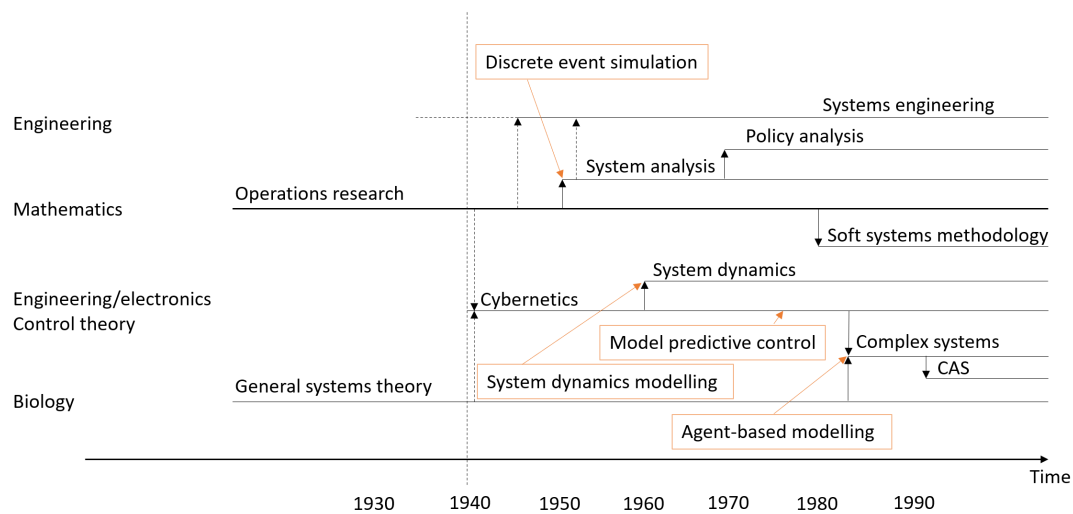 Discrete event simulation
Systems engineering
Engineering
Policy analysis
System analysis
Operations research
Mathematics
Soft systems methodology
System dynamics
Engineering/electronics
Control theory
Cybernetics
Model predictive control
Complex systems
CAS
System dynamics modelling
General systems theory
Biology
Agent-based modelling
Time
1930 1940 1950 1960 1970 1980 1990